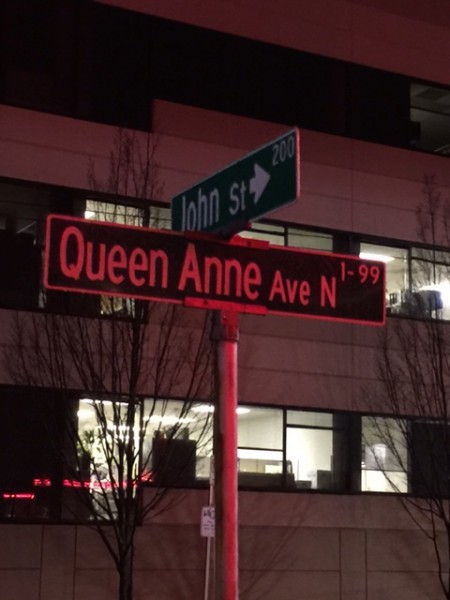 200
John St →
Queen Anne Ave N 1-99